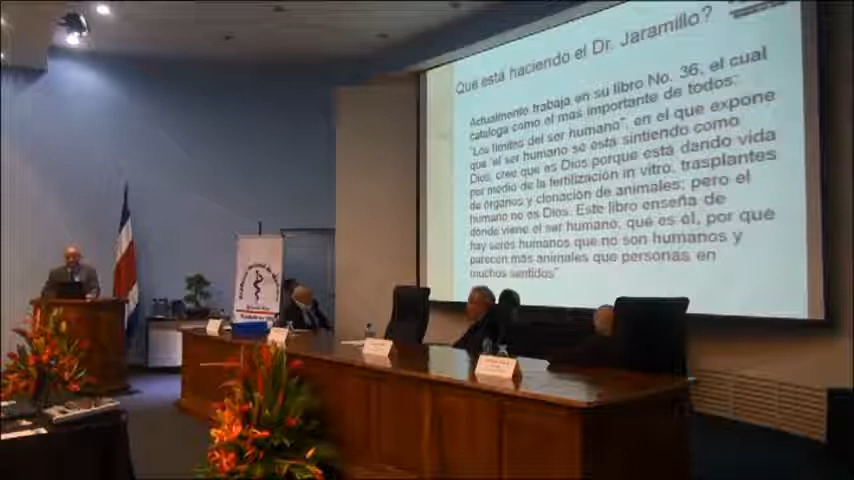 Qué está haciendo el Dr. Jaramillo?
Actualmente trabaja en su libro No. 36, el cual
cataloga como el mas importante de todos:
"Los límites del ser humano", en el que expone
que "el ser humano se está sintiendo como
Dios, cree que es Dios porque está dando vida
por medio de la fertilización in vitro, trasplantes
de órganos y clonación de animales; pero el
humano no es Dios. Este libro enseña de
dónde viene el ser humano, qué es él, por qué
hay seres humanos que no son humanos y
parecen más animales que personas en
muchos sentidos"